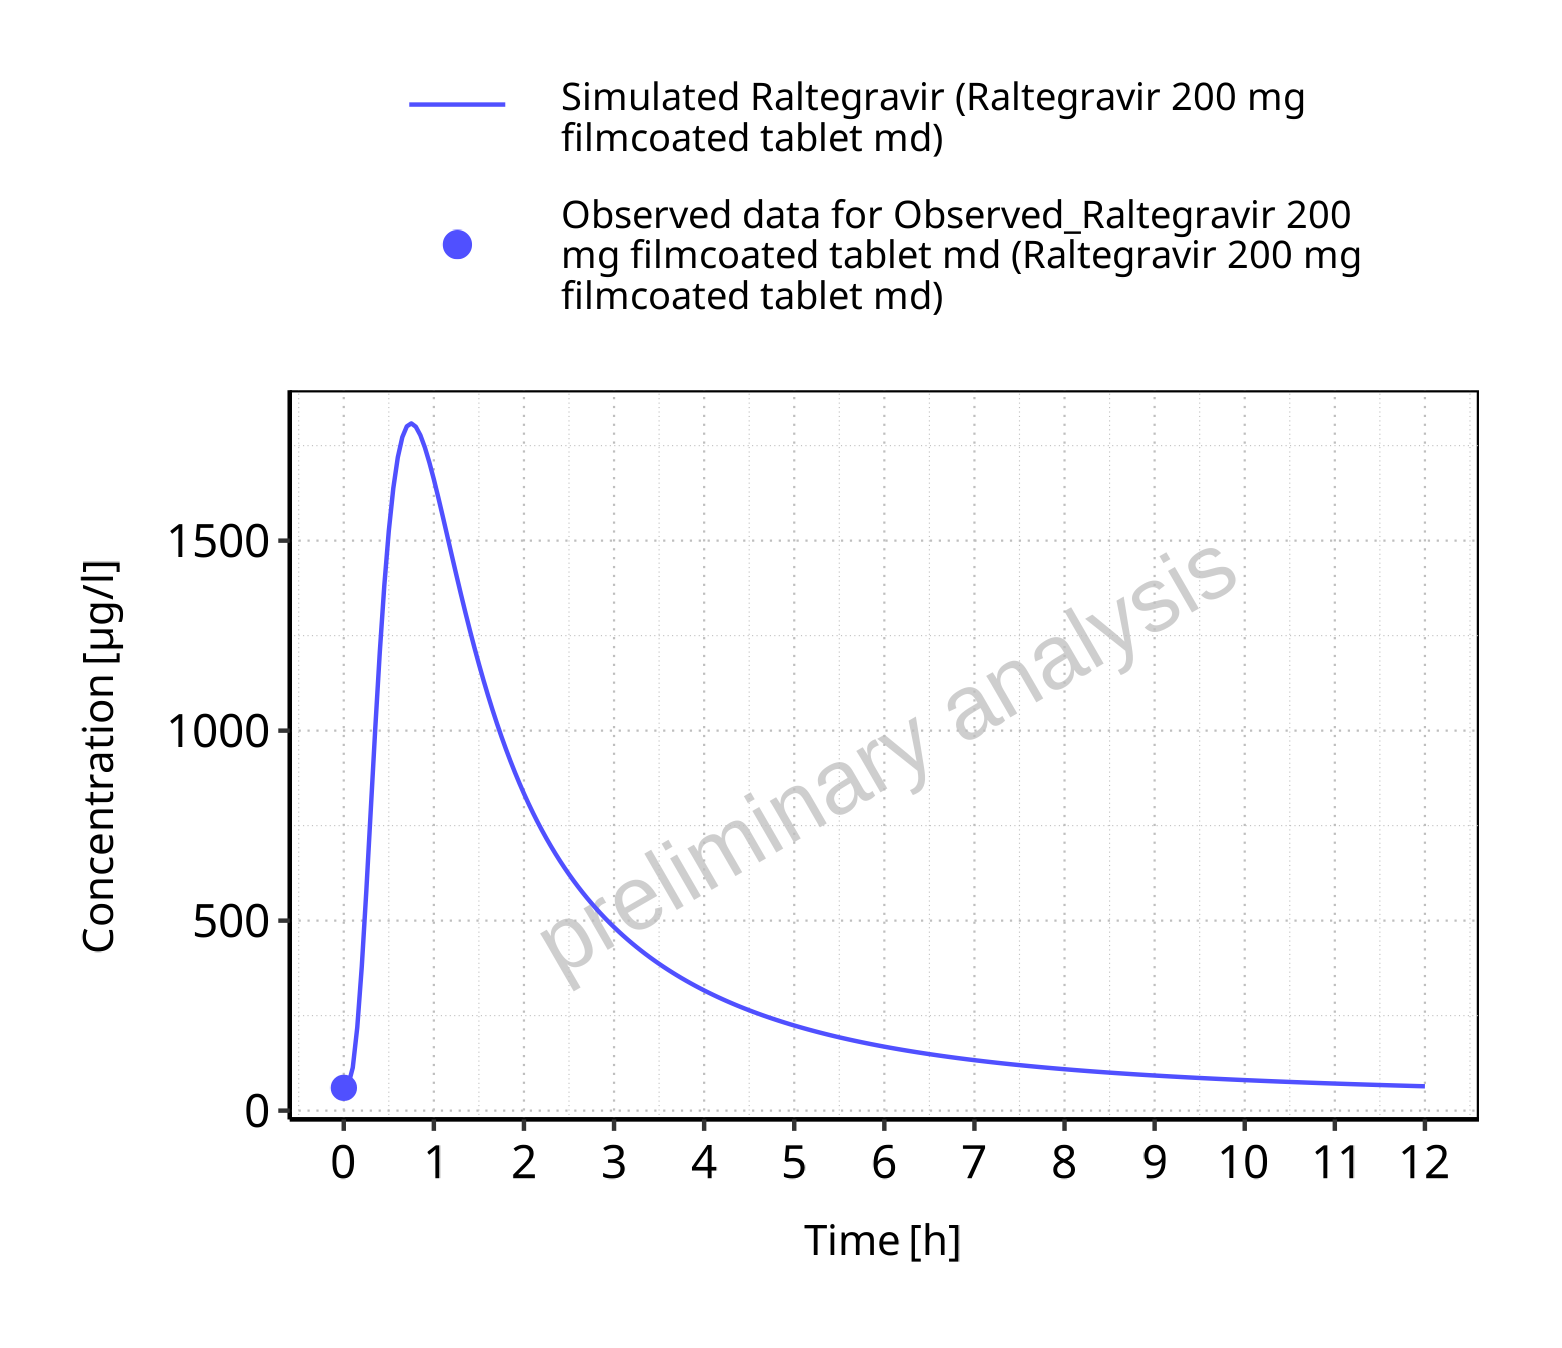 Simulated Raltegravir (Raltegravir 200 mg
filmcoated tablet md)
Observed data for Observed_Raltegravir 200
mg filmcoated tablet md (Raltegravir 200 mg
filmcoated tablet md)
Concentration [µg/l]
1500
1000
500
0
preliminary analysis
0 1 2 3 4 5 6 7 8 9 10 11 12
Time [h]